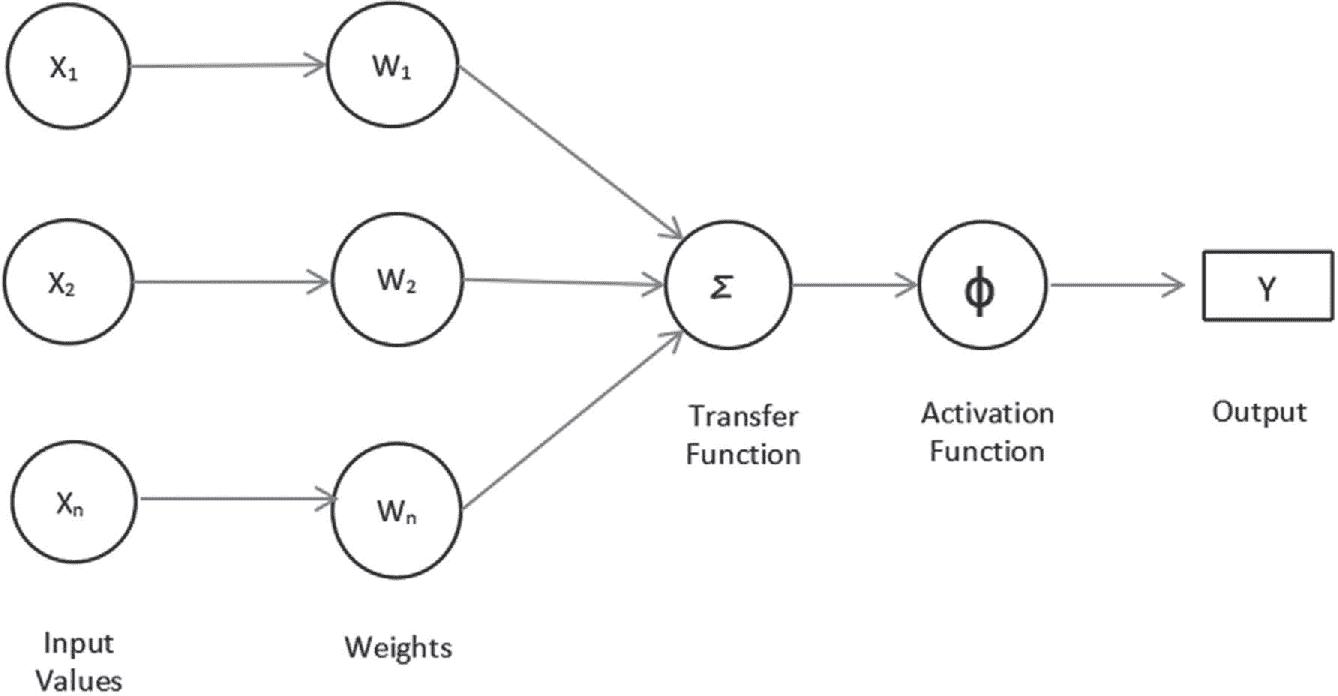 X₁
W₁
X₂
W₂
Σ
ϕ
Y
Transfer
Function
Activation
Function
Output
Xₙ
Wₙ
Input
Values
Weights